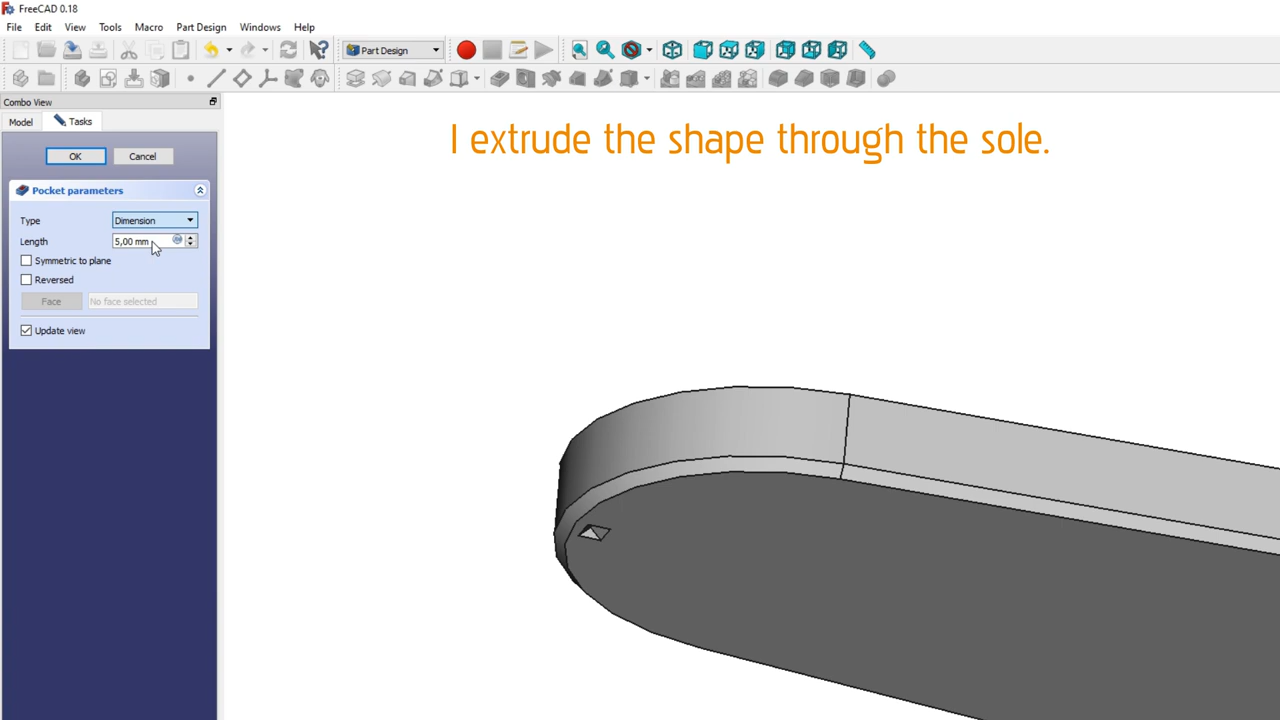 FreeCAD 0.18
File Edit View Tools Macro Part Design Windows Help
Part Design
Combo View
Model Tasks
I extrude the shape through the sole.
OK Cancel
Pocket parameters
Type Dimension
Length 5,00 mm
Symmetric to plane
Reversed
Face No face selected
Update view